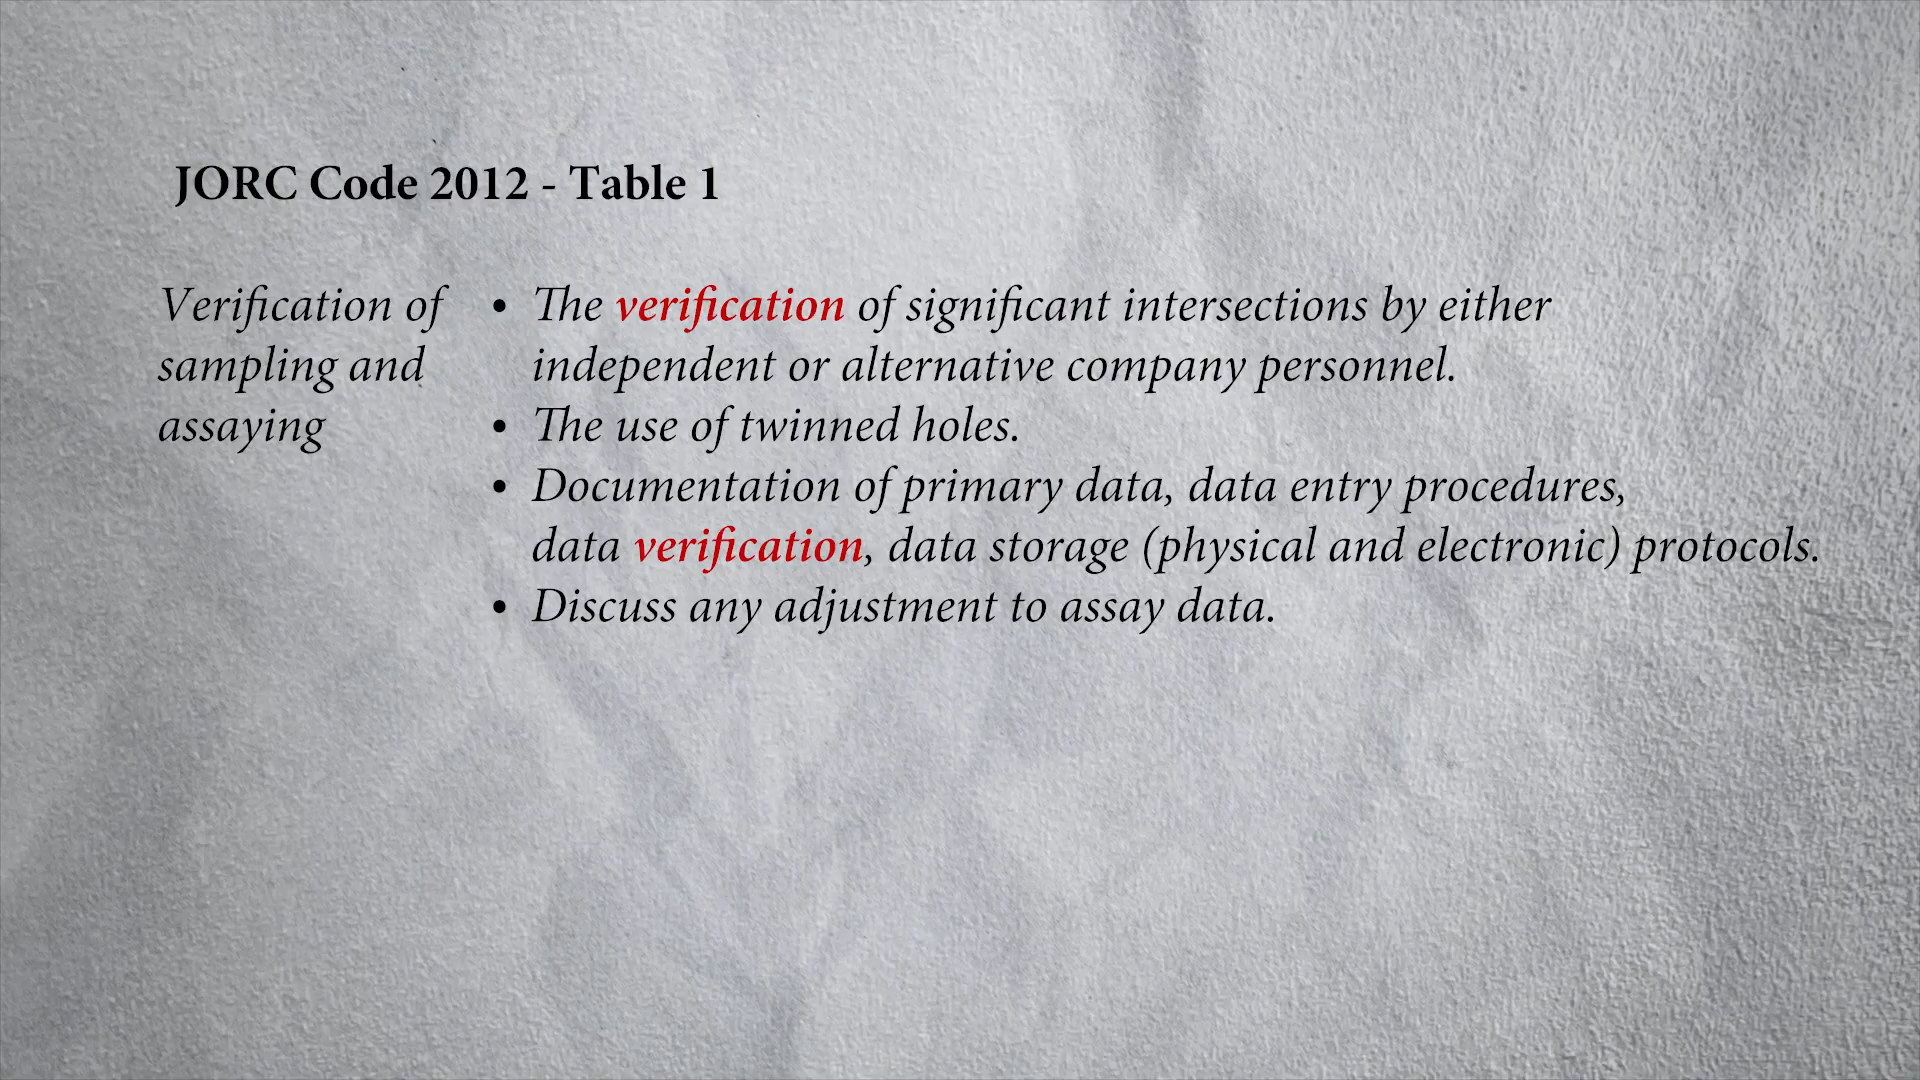 JORC Code 2012 - Table 1
Verification of
sampling and
assaying
• The verification of significant intersections by either
independent or alternative company personnel.
• The use of twinned holes.
• Documentation of primary data, data entry procedures,
data verification, data storage (physical and electronic) protocols.
• Discuss any adjustment to assay data.